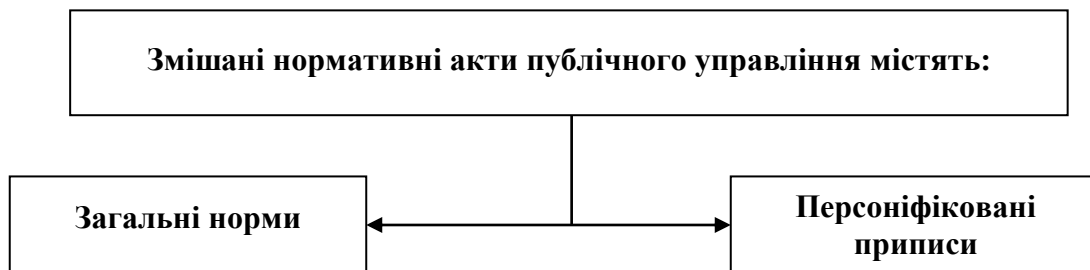 Змішані нормативні акти публічного управління містять:
Загальні норми
Персоніфіковані
приписи